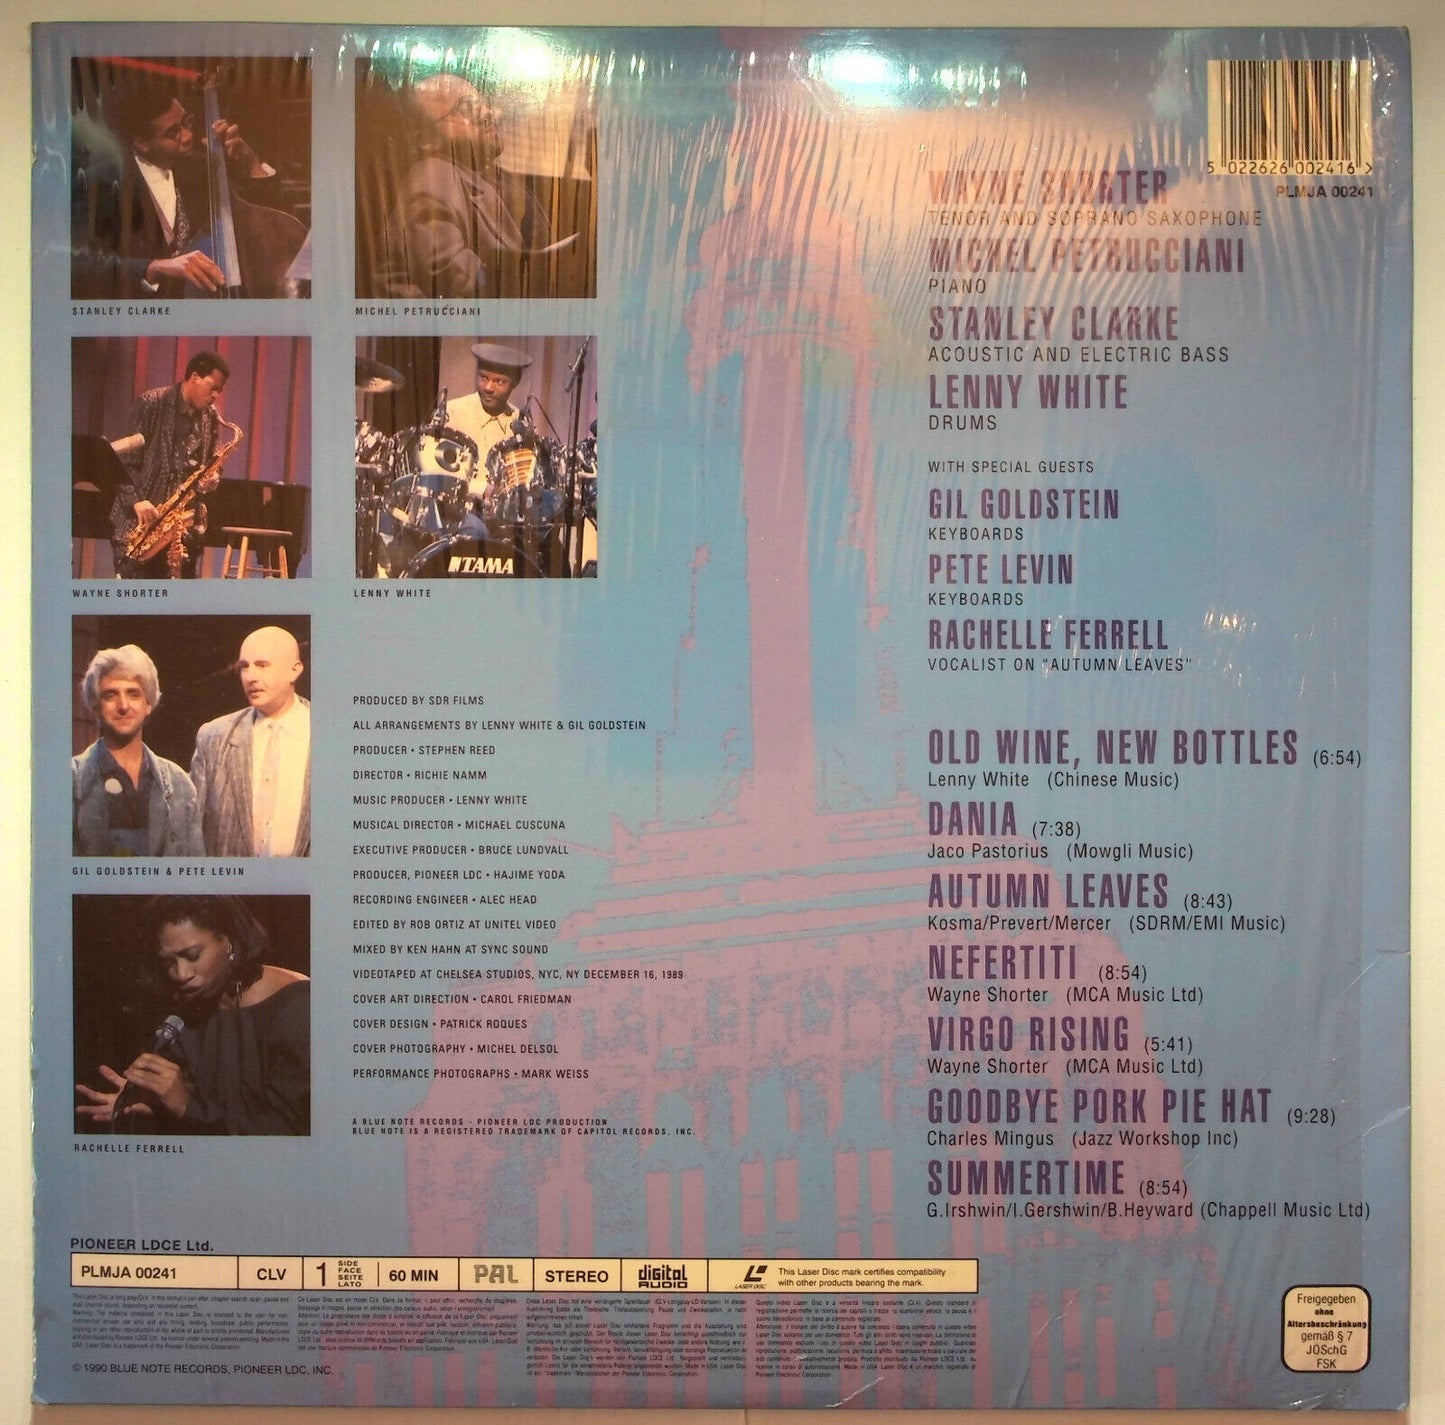 5 022626 002416 >
PLMJA 00241
WAYNE SHORTER
TENOR AND SOPRANO SAXOPHONE
MICHEL PETRUCCIANI
PIANO
STANLEY CLARKE
ACOUSTIC AND ELECTRIC BASS
LENNY WHITE
DRUMS
WITH SPECIAL GUESTS
GIL GOLDSTEIN
KEYBOARDS
PETE LEVIN
KEYBOARDS
RACHELLE FERRELL
VOCALIST ON "AUTUMN LEAVES"
OLD WINE, NEW BOTTLES (6:54)
Lenny White (Chinese Music)
DANIA (7:38)
Jaco Pastorius (Mowgli Music)
AUTUMN LEAVES (8:43)
Kosma/Prevert/Mercer (SDRM/EMI Music)
NEFERTITI (8:54)
Wayne Shorter (MCA Music Ltd)
VIRGO RISING (5:41)
Wayne Shorter (MCA Music Ltd)
GOODBYE PORK PIE HAT (9:28)
Charles Mingus (Jazz Workshop Inc)
SUMMERTIME (8:54)
G.Irshwin/I.Gershwin/B.Heyward (Chappell Music Ltd)
STANLEY CLARKE
MICHEL PETRUCCIANI
WAYNE SHORTER
TAMA
LENNY WHITE
GIL GOLDSTEIN & PETE LEVIN
RACHELLE FERRELL
PRODUCED BY SDR FILMS
ALL ARRANGEMENTS BY LENNY WHITE & GIL GOLDSTEIN
PRODUCER • STEPHEN REED
DIRECTOR • RICHIE NAMM
MUSIC PRODUCER • LENNY WHITE
MUSICAL DIRECTOR • MICHAEL CUSCUNA
EXECUTIVE PRODUCER • BRUCE LUNDVALL
PRODUCER, PIONEER LDC • HAJIME YODA
RECORDING ENGINEER • ALEC HEAD
EDITED BY ROB ORTIZ AT UNITEL VIDEO
MIXED BY KEN HAHN AT SYNC SOUND
VIDEOTAPED AT CHELSEA STUDIOS, NYC, NY DECEMBER 16, 1989
COVER ART DIRECTION • CAROL FRIEDMAN
COVER DESIGN • PATRICK ROQUES
COVER PHOTOGRAPHY • MICHEL DELSOL
PERFORMANCE PHOTOGRAPHS • MARK WEISS
A BLUE NOTE RECORDS - PIONEER LDC PRODUCTION
BLUE NOTE IS A REGISTERED TRADEMARK OF CAPITOL RECORDS, INC.
PIONEER LDCE Ltd.
PLMJA 00241
CLV
1 SIDE
FACE
SEITE
LATO
60 MIN
PAL
STEREO
digital
AUDIO
LASER DISC
This Laser Disc mark certifies compatibility
with other products bearing the mark.
© 1990 BLUE NOTE RECORDS, PIONEER LDC, INC.
Freigegeben
ohne
Altersbeschränkung
gemäß § 7
JÖSchG
FSK